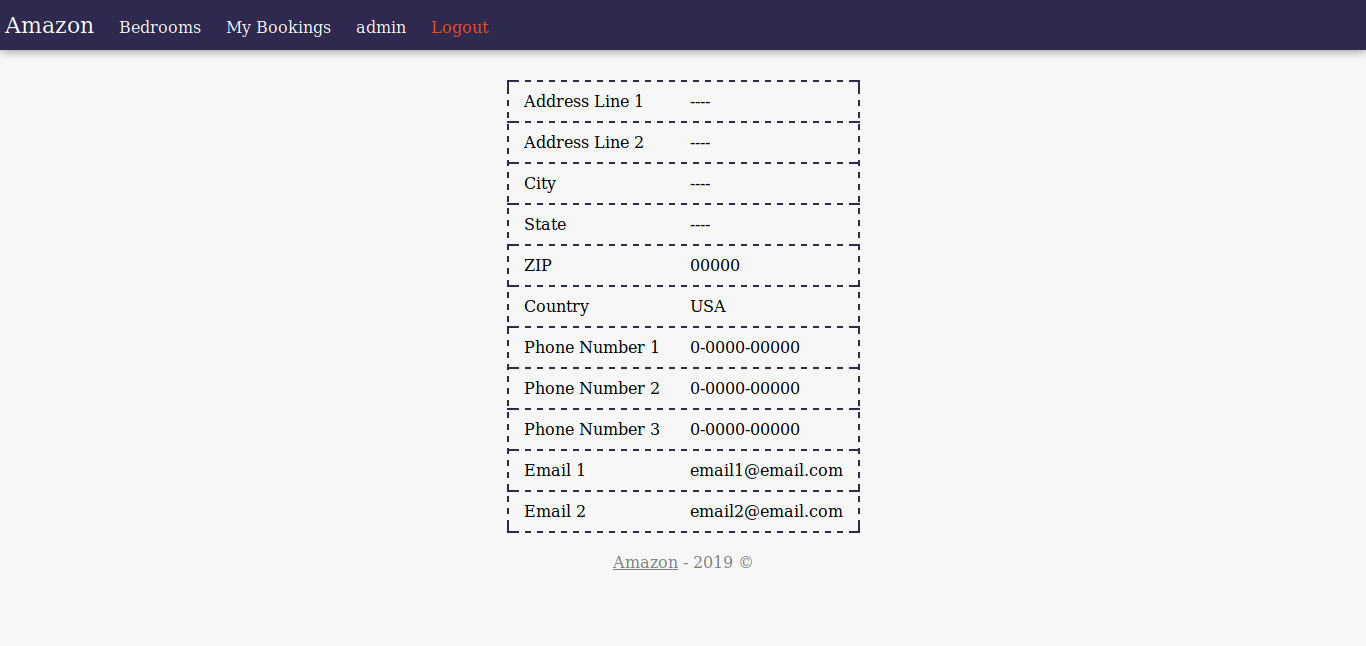 Amazon Bedrooms My Bookings admin Logout
Address Line 1 ----
Address Line 2 ----
City ----
State ----
ZIP 00000
Country USA
Phone Number 1 0-0000-00000
Phone Number 2 0-0000-00000
Phone Number 3 0-0000-00000
Email 1 email1@email.com
Email 2 email2@email.com
Amazon - 2019 ©